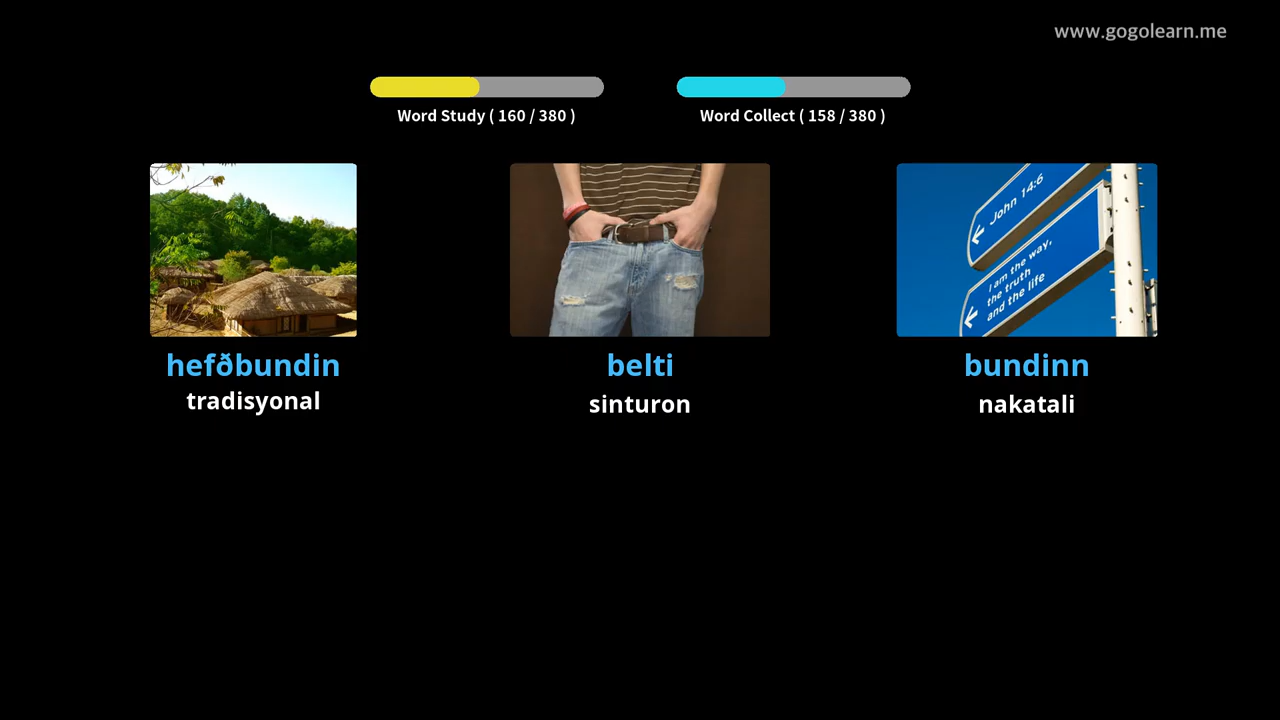 www.gogolearn.me
Word Study ( 160 / 380 )
Word Collect ( 158 / 380 )
John 14:6
I am the way,
the truth
and the life
hefðbundin
belti
bundinn
tradisyonal
sinturon
nakatali